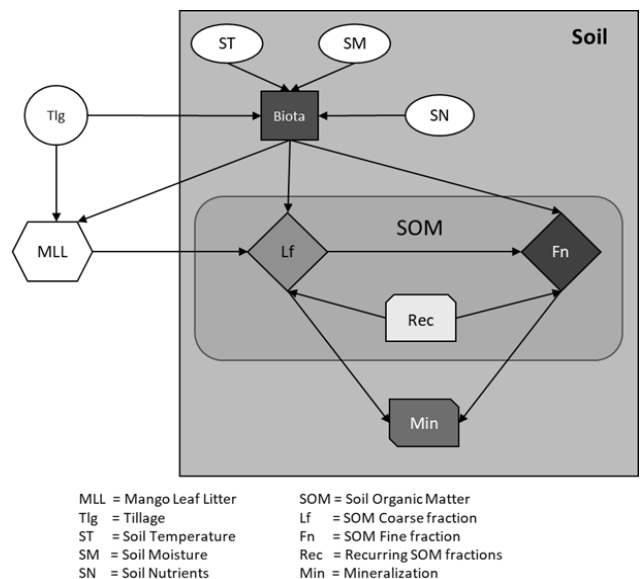 Soil
ST
SM
Tlg
Biota
SN
SOM
MLL
Lf
Fn
Rec
Min
MLL = Mango Leaf Litter
Tlg = Tillage
ST = Soil Temperature
SM = Soil Moisture
SN = Soil Nutrients
SOM = Soil Organic Matter
Lf = SOM Coarse fraction
Fn = SOM Fine fraction
Rec = Recurring SOM fractions
Min = Mineralization